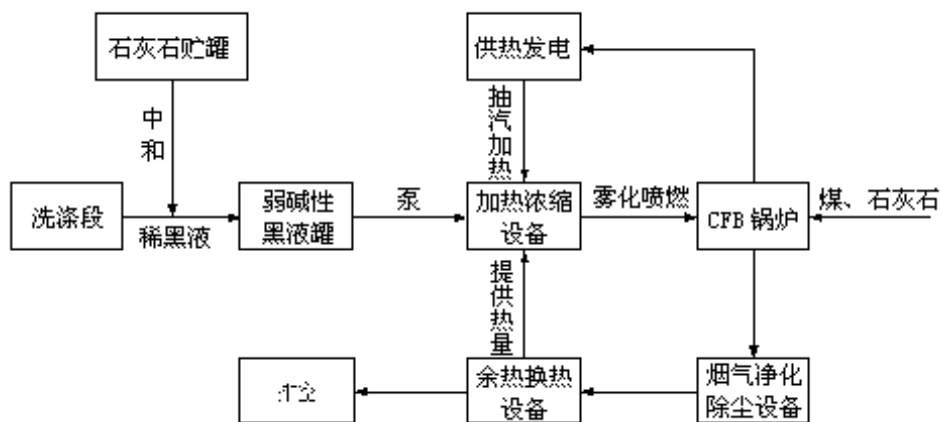 石灰石贮罐
供热发电
中
和
抽
汽
加
热
洗涤段
稀黑液
弱碱性
黑液罐
泵
加热浓缩
设备
雾化喷燃
CFB 锅炉
煤、石灰石
提
供
热
量
余热换热
设备
烟气净化
除尘设备